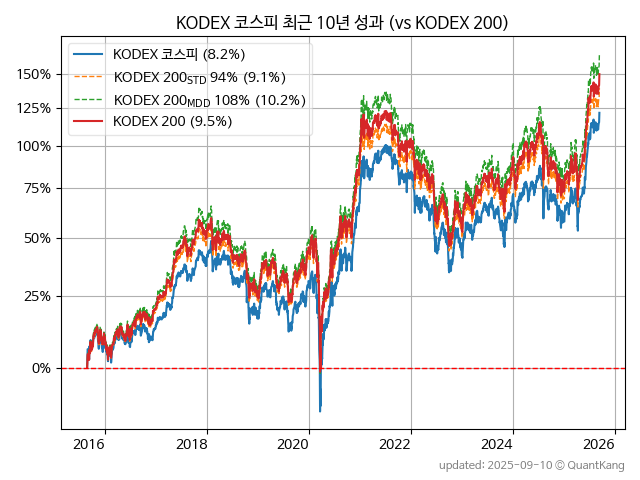 KODEX 코스피 최근 10년 성과 (vs KODEX 200)
KODEX 코스피 (8.2%)
KODEX 200STD 94% (9.1%)
KODEX 200MDD 108% (10.2%)
KODEX 200 (9.5%)
150%
125%
100%
75%
50%
25%
0%
2016 2018 2020 2022 2024 2026
updated: 2025-09-10 © QuantKang